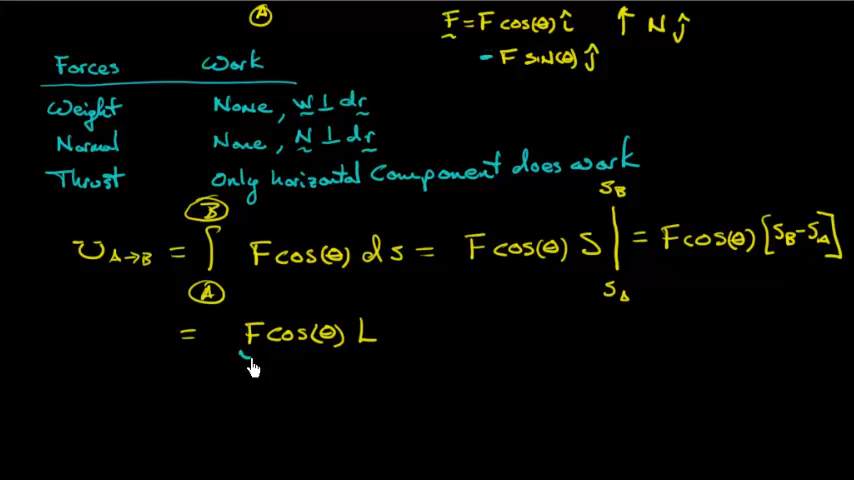 Ⓐ
F = F cos(θ) î ↑ N ĵ
- F sin(θ) ĵ
Forces Work
Weight None, W ⊥ dr
Normal None, N ⊥ dr
Thrust Only horizontal component does work
U A→B = ∫ Ⓐ Ⓑ F cos(θ) ds = F cos(θ) S | S_A S_B = F cos(θ) [S_B - S_A]
= F cos(θ) L